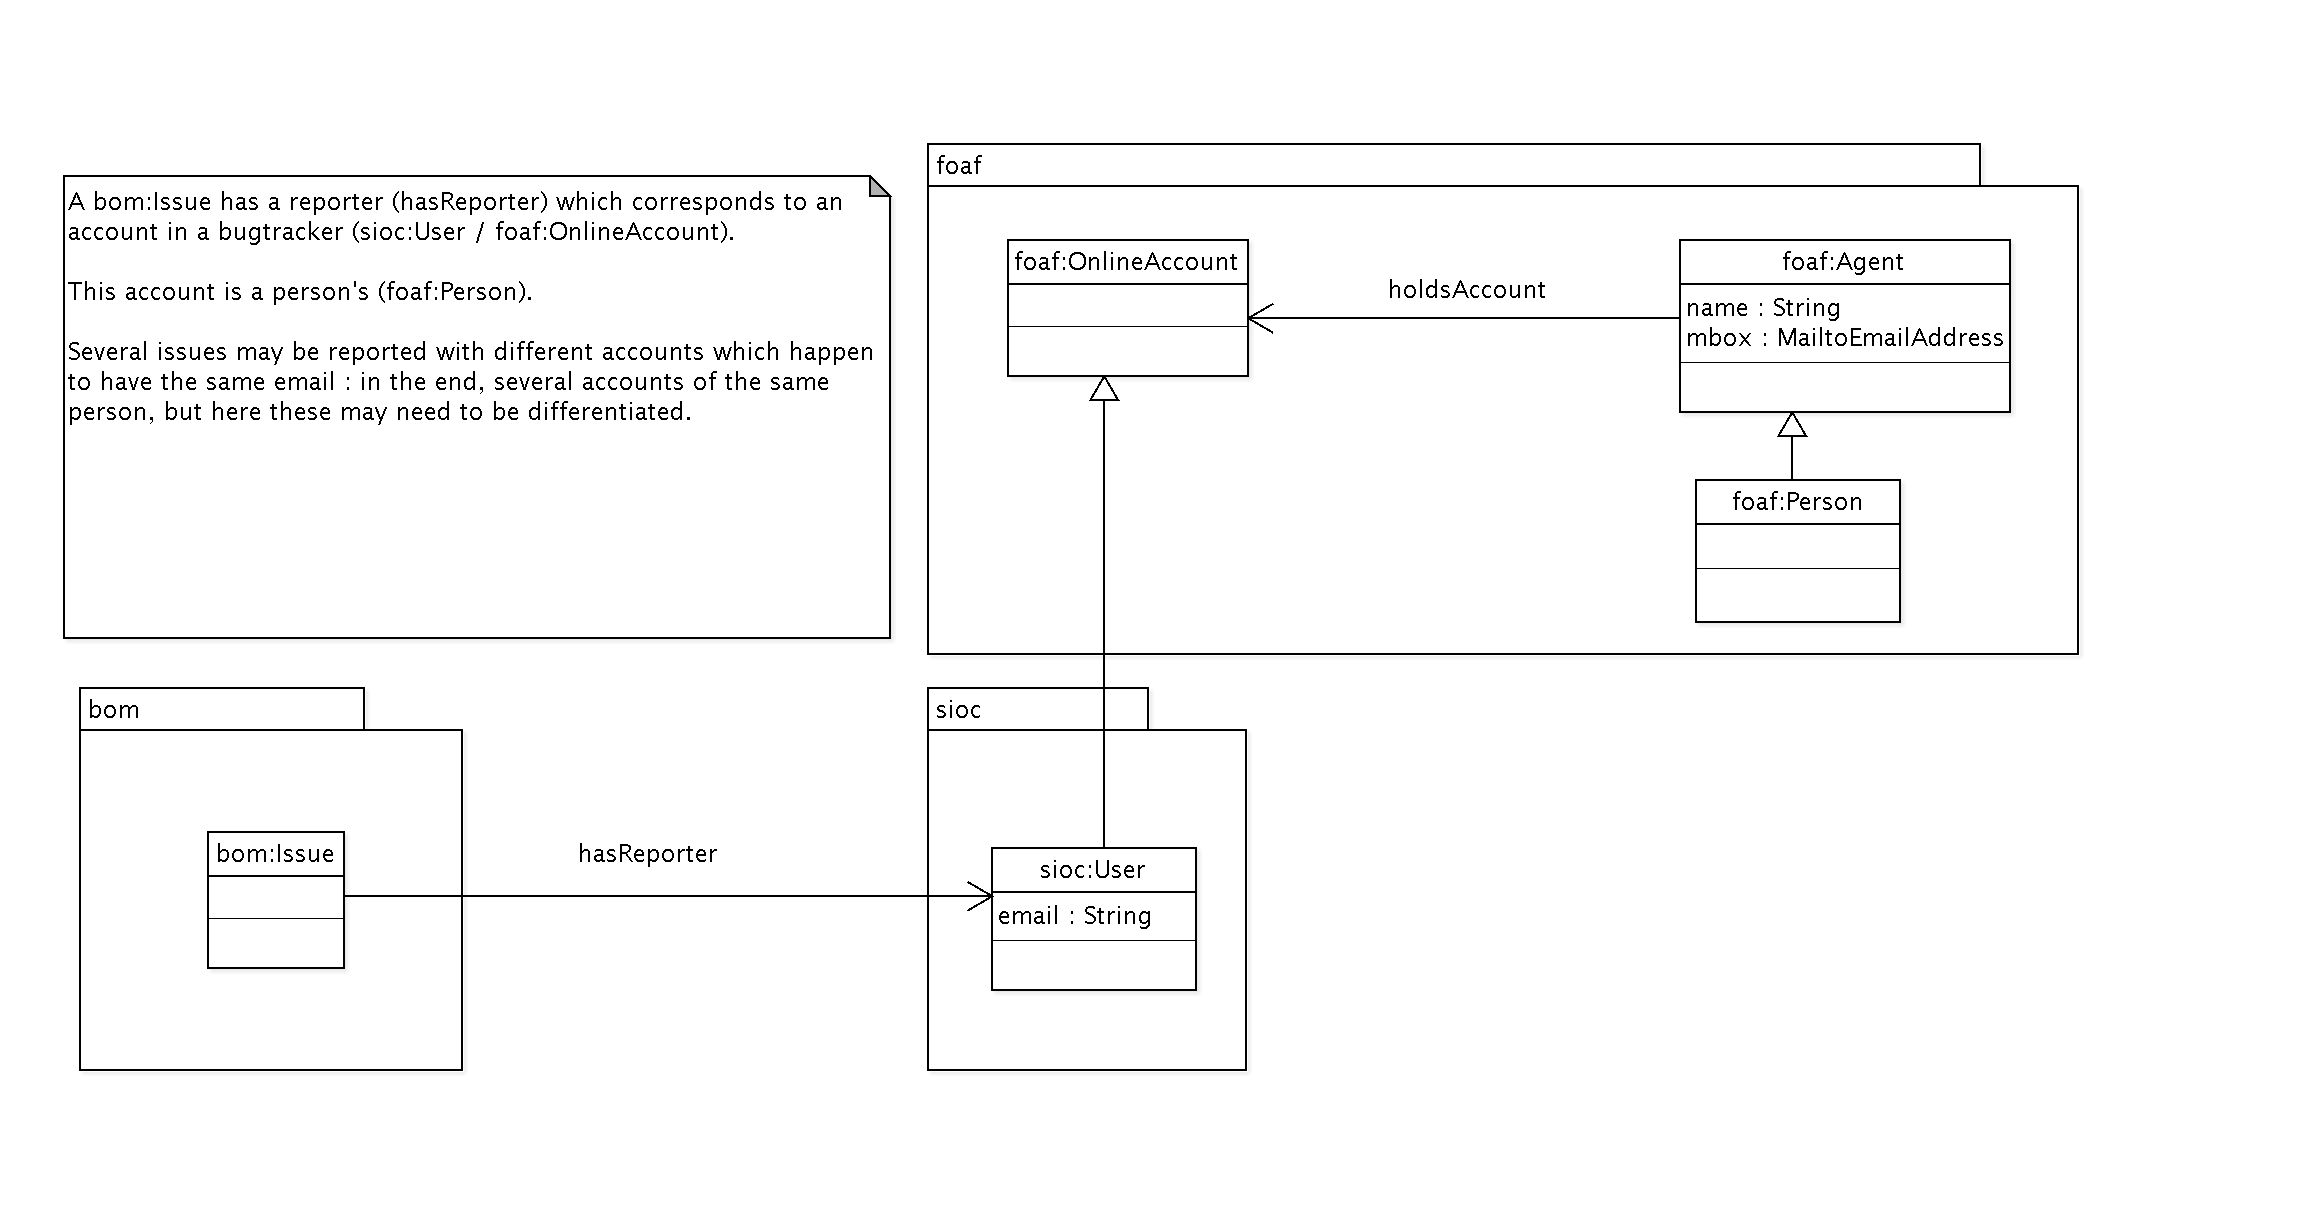 foaf
A bom:Issue has a reporter (hasReporter) which corresponds to an
account in a bugtracker (sioc:User / foaf:OnlineAccount).
This account is a person's (foaf:Person).
Several issues may be reported with different accounts which happen
to have the same email : in the end, several accounts of the same
person, but here these may need to be differentiated.
foaf:OnlineAccount
holdsAccount
foaf:Agent
name : String
mbox : MailtoEmailAddress
foaf:Person
bom
sioc
bom:Issue
hasReporter
sioc:User
email : String